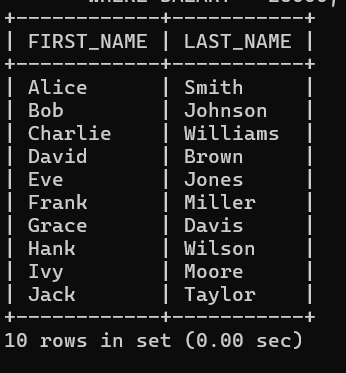 +------------+-----------+
| FIRST_NAME | LAST_NAME |
+------------+-----------+
| Alice      | Smith     |
| Bob        | Johnson   |
| Charlie    | Williams  |
| David      | Brown     |
| Eve        | Jones     |
| Frank      | Miller    |
| Grace      | Davis     |
| Hank       | Wilson    |
| Ivy        | Moore     |
| Jack       | Taylor    |
+------------+-----------+
10 rows in set (0.00 sec)